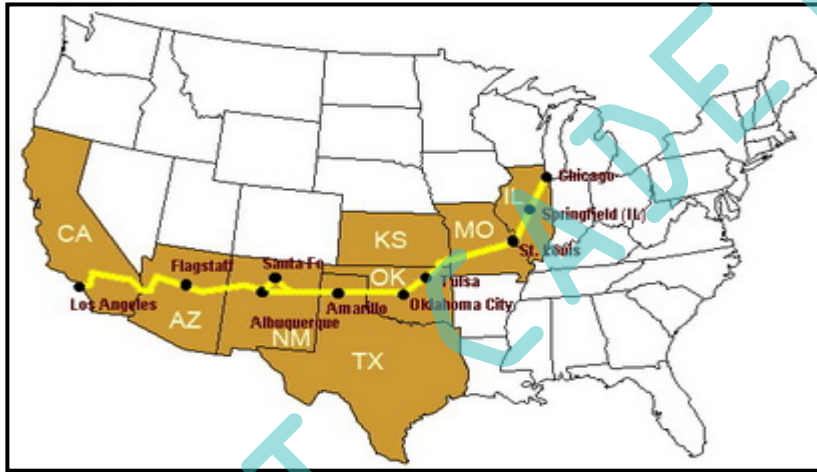 Chicago
IL
Springfield (IL)
MO
St. Louis
CA
KS
Flagstaff
Santa Fe
OK
Tulsa
Los Angeles
Albuquerque
Amarillo
Oklahoma City
AZ
NM
TX